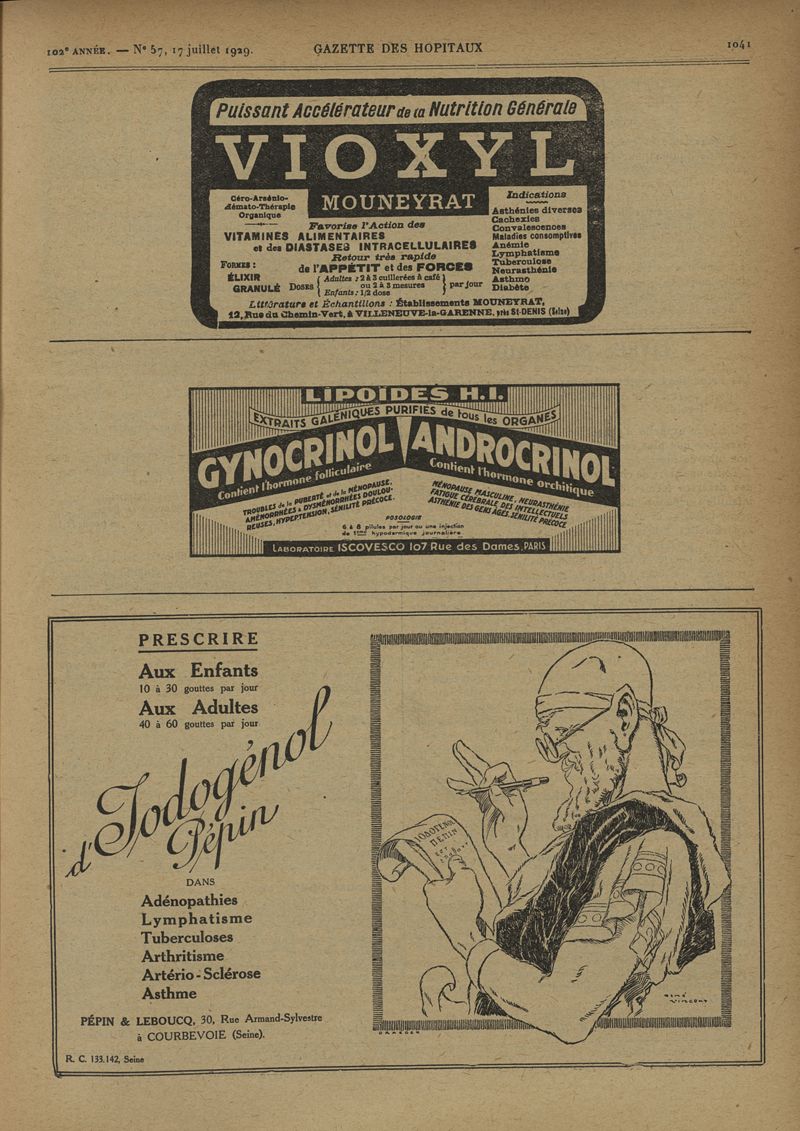 102e ANNÉE. — N° 57, 17 juillet 1929.
GAZETTE DES HOPITAUX
1041
Puissant Accélérateur de la Nutrition Générale
VIOXYL
MOUNEYRAT
Céro-Arsénio-
Hémato-Thérapie
Organique
Favorise l'Action des
VITAMINES ALIMENTAIRES
et des DIASTASES INTRACELLULAIRES
Retour très rapide
de l'APPÉTIT et des FORCES
FORMES :
ÉLIXIR
GRANULÉ
DOSES
Adultes : 2 à 3 cuillerées à café
ou 2 à 3 mesures
Enfants : 1/2 dose
par jour
Indications
Asthénies diverses
Cachexies
Convalescences
Maladies consomptives
Anémie
Lymphatisme
Tuberculose
Neurasthénie
Asthme
Diabète
Littérature et Échantillons : Établissements MOUNEYRAT,
12, Rue du Chemin-Vert, à VILLENEUVE-la-GARENNE, près St-DENIS (Seine)
LIPOÏDES H.I.
EXTRAITS GALÉNIQUES PURIFIÉS de tous les ORGANES
GYNOCRINOL
Contient l'hormone folliculaire
ANDROCRINOL
Contient l'hormone orchitique
TROUBLES de la PUBERTÉ et de la MÉNOPAUSE,
AMÉNORRHÉES & DYSMÉNORRHÉES DOULOU-
REUSES, HYPERTENSION, SÉNILITÉ PRÉCOCE.
MÉNOPAUSE MASCULINE, NEURASTHÉNIE
FATIGUE CÉRÉBRALE DES INTELLECTUELS
ASTHÉNIE DES GENS AGÉS, SÉNILITÉ PRÉCOCE
POSOLOGIE
6 à 8 pilules par jour ou une injection
de 1cmc hypodermique journalière
LABORATOIRE ISCOVESCO 107 Rue des Dames, PARIS
PRESCRIRE
Aux Enfants
10 à 30 gouttes par jour
Aux Adultes
40 à 60 gouttes par jour
d'Iodogénol
Pépin
DANS
Adénopathies
Lymphatisme
Tuberculoses
Arthritisme
Artério-Sclérose
Asthme
PÉPIN & LEBOUCQ, 30, Rue Armand-Sylvestre
à COURBEVOIE (Seine).
R. C. 133.142, Seine
IODOGENOL
PEPIN
RENÉ
VINCENT
DRAEGER